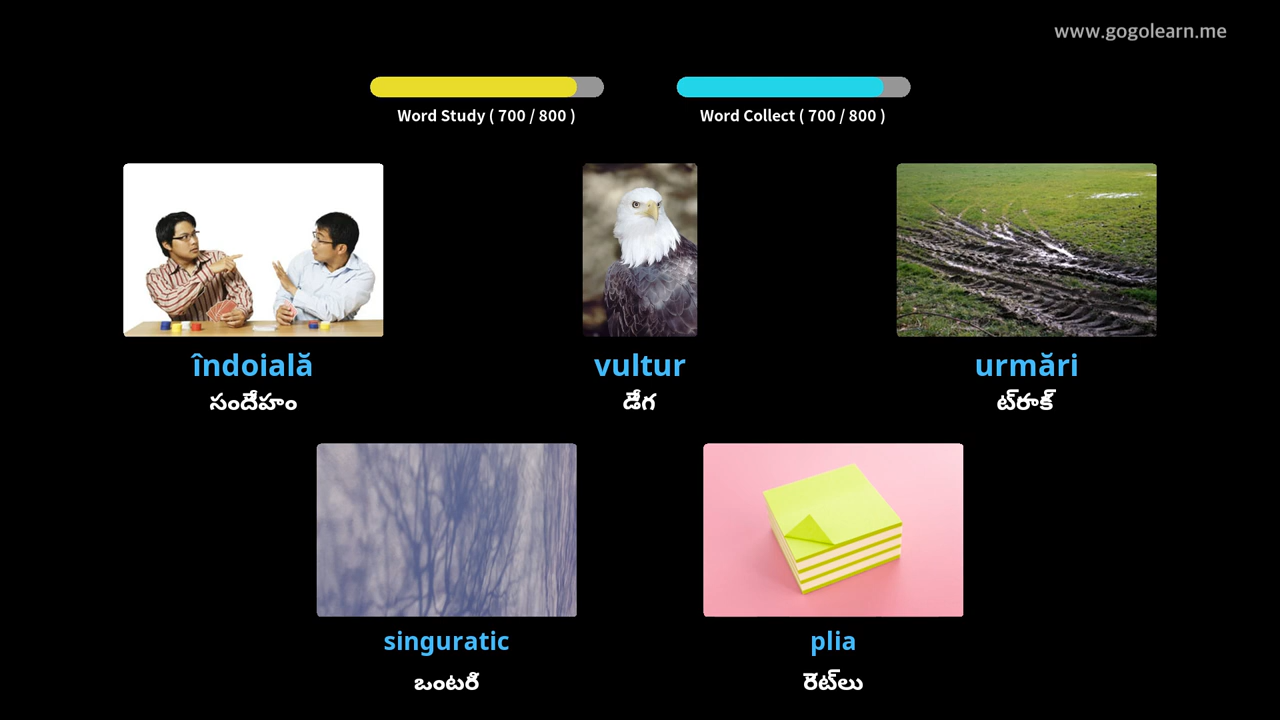 www.gogolearn.me
Word Study ( 700 / 800 )
Word Collect ( 700 / 800 )
îndoială
vultur
urmări
సందేహం
డేగ
ట్రాక్
singuratic
plia
ఒంటరి
రెట్లు